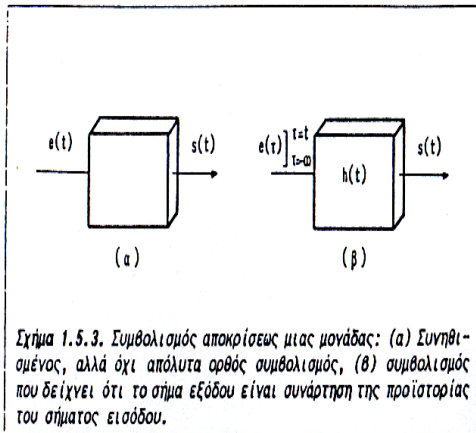 e(t) s(t) e(τ) τ=t s(t)
τ=-∞
h(t)
(α) (β)
Σχήμα 1.5.3. Συμβολισμός αποκρίσεως μιας μονάδας: (α) Συνηθι-
σμένος, αλλά όχι απόλυτα ορθός συμβολισμός, (β) συμβολισμός
που δείχνει ότι το σήμα εξόδου είναι συνάρτηση της προϊστορίας
του σήματος εισόδου.